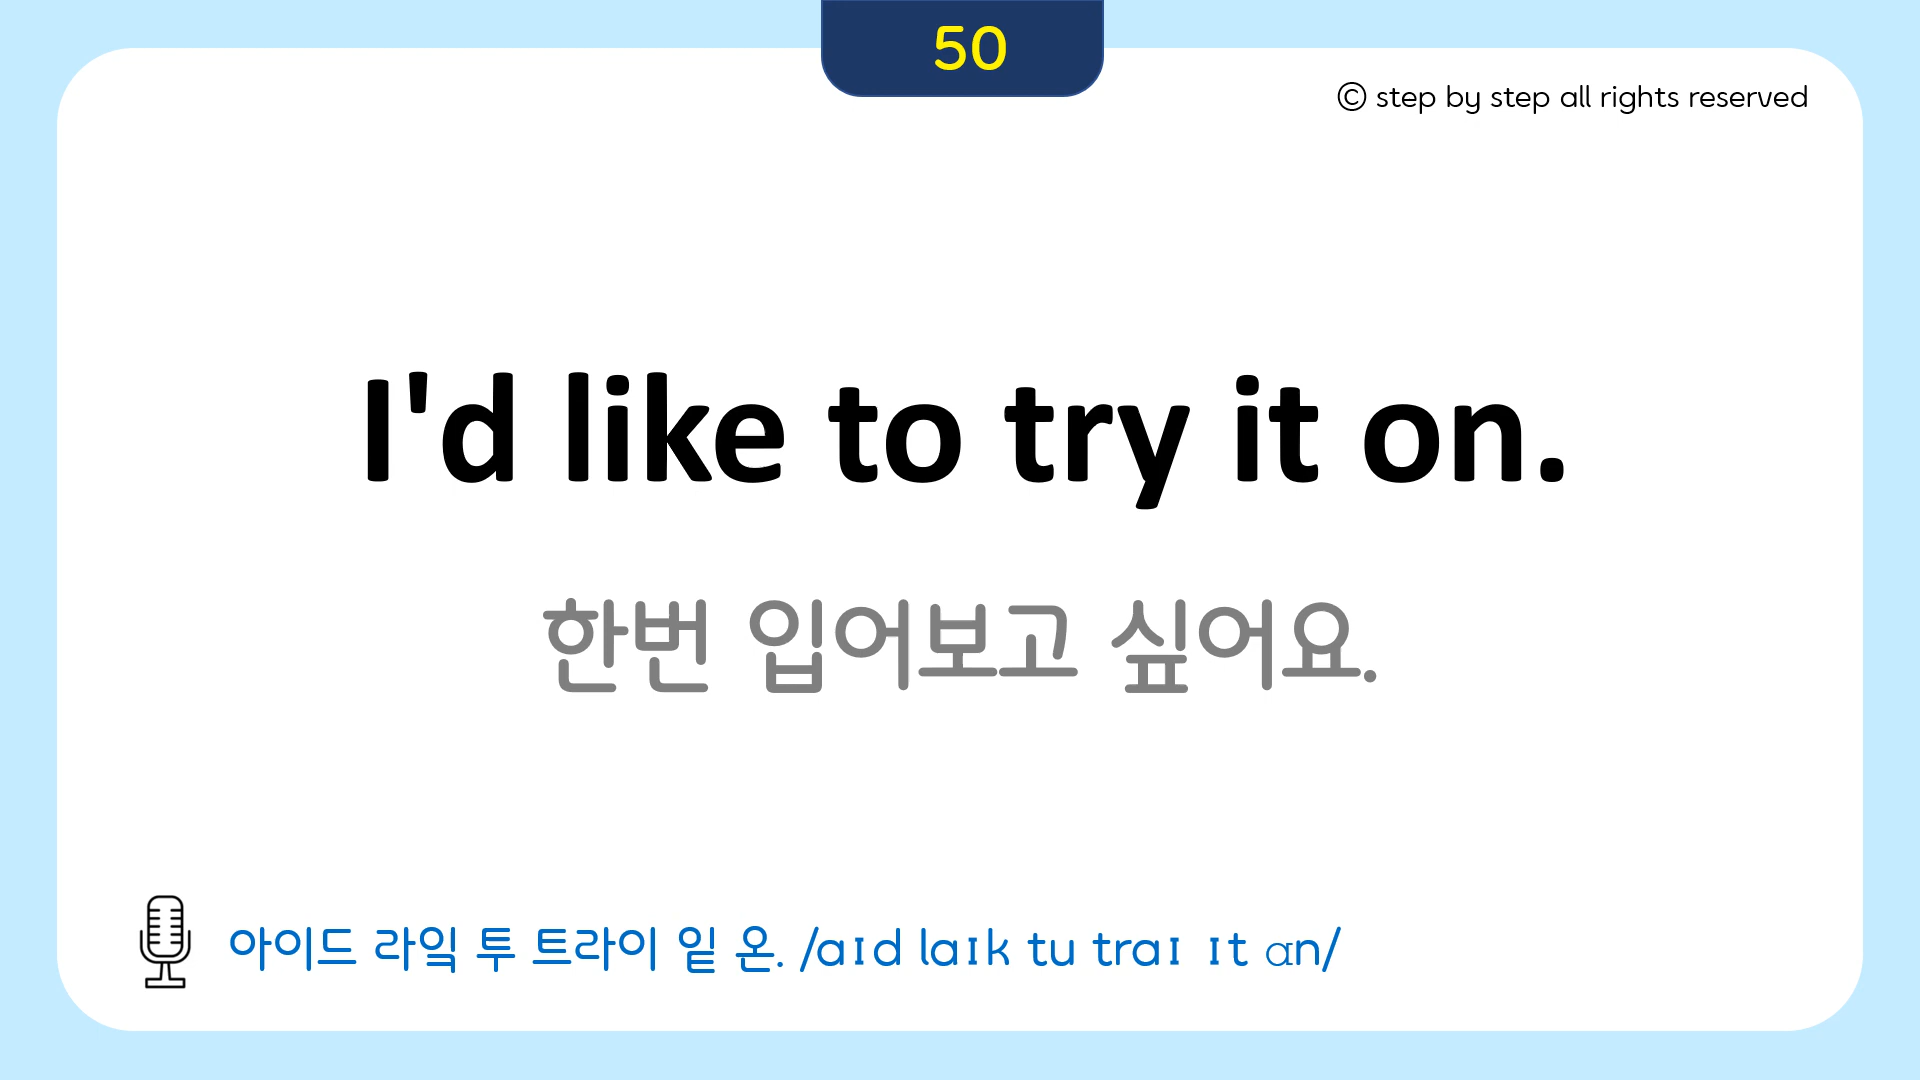 50
© step by step all rights reserved
I'd like to try it on.
한번 입어보고 싶어요.
아이드 라잌 투 트라이 잍 온. /aɪd laɪk tu traɪ ɪt ɑn/